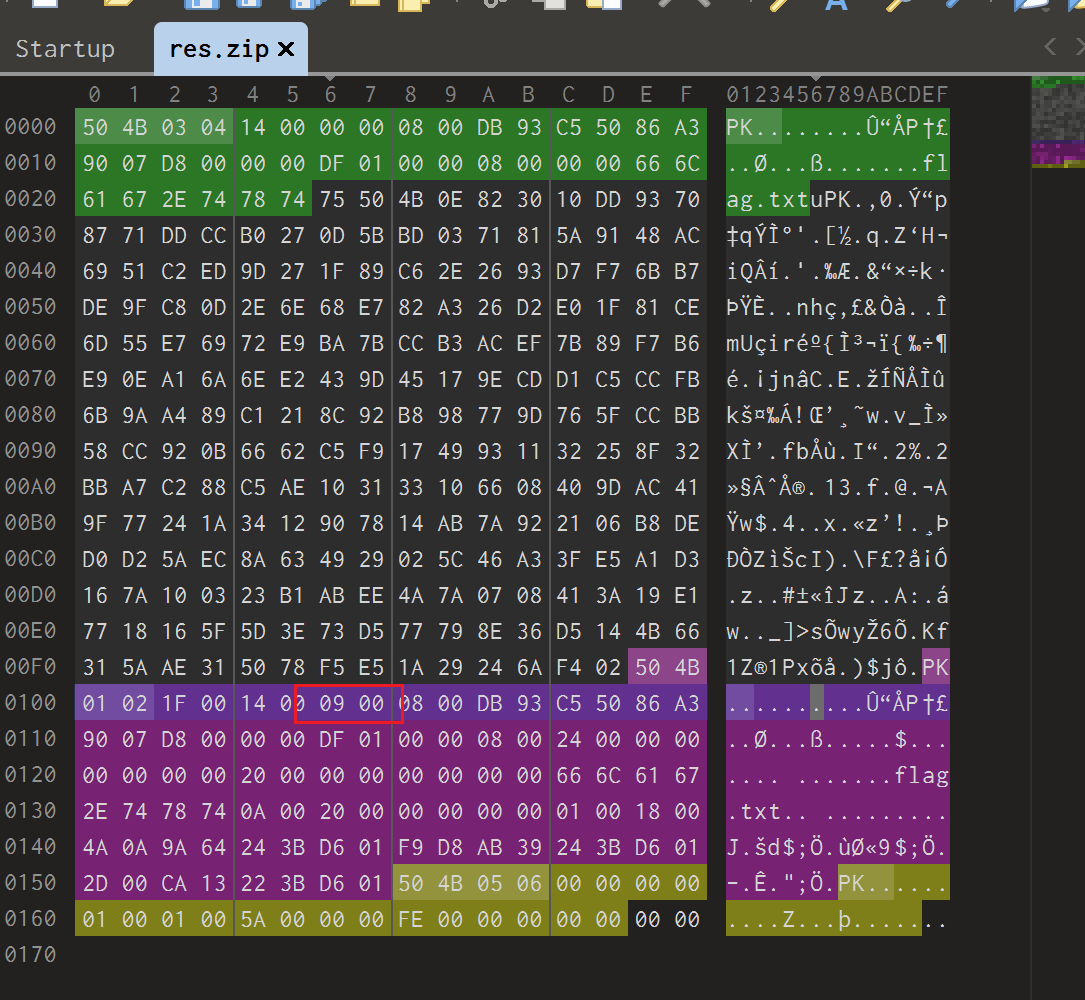 Startup res.zip ×
0 1 2 3 4 5 6 7 8 9 A B C D E F 0123456789ABCDEF
0000 50 4B 03 04 14 00 00 00 08 00 DB 93 C5 50 86 A3 PK........Û“ÅP†£
0010 90 07 D8 00 00 00 DF 01 00 00 08 00 00 00 66 6C ..Ø...ß.......fl
0020 61 67 2E 74 78 74 75 50 4B 0E 82 30 10 DD 93 70 ag.txtuPK.‚0.Ý“p
0030 87 71 DD CC B0 27 0D 5B BD 03 71 81 5A 91 48 AC ‡qÝÌ°'.[½.q.Z‘H¬
0040 69 51 C2 ED 9D 27 1F 89 C6 2E 26 93 D7 F7 6B B7 iQÂí.'.‰Æ.&“×÷k·
0050 DE 9F C8 0D 2E 6E 68 E7 82 A3 26 D2 E0 1F 81 CE ÞŸÈ..nhç‚£&Òà..Î
0060 6D 55 E7 69 72 E9 BA 7B CC B3 AC EF 7B 89 F7 B6 mUçiréº{Ì³¬ï{‰÷¶
0070 E9 0E A1 6A 6E E2 43 9D 45 17 9E CD D1 C5 CC FB é.¡jnâC.E.žÍÑÅÌû
0080 6B 9A A4 89 C1 21 8C 92 B8 98 77 9D 76 5F CC BB kš¤‰Á!Œ’¸˜w.v_Ì»
0090 58 CC 92 0B 66 62 C5 F9 17 49 93 11 32 25 8F 32 XÌ’.fbÅù.I“.2%.2
00A0 BB A7 C2 88 C5 AE 10 31 33 10 66 08 40 9D AC 41 »§ÂˆÅ®.13.f.@.¬A
00B0 9F 77 24 1A 34 12 90 78 14 AB 7A 92 21 06 B8 DE Ÿw$.4..x.«z’!.¸Þ
00C0 D0 D2 5A EC 8A 63 49 29 02 5C 46 A3 3F E5 A1 D3 ÐÒZìŠcI).\F£?å¡Ó
00D0 16 7A 10 03 23 B1 AB EE 4A 7A 07 08 41 3A 19 E1 .z..#±«îJz..A:.á
00E0 77 18 16 5F 5D 3E 73 D5 77 79 8E 36 D5 14 4B 66 w.._]>sÕwyŽ6Õ.Kf
00F0 31 5A AE 31 50 78 F5 E5 1A 29 24 6A F4 02 50 4B 1Z®1Pxõå.)$jô.PK
0100 01 02 1F 00 14 00 09 00 08 00 DB 93 C5 50 86 A3 ..........Û“ÅP†£
0110 90 07 D8 00 00 00 DF 01 00 00 08 00 24 00 00 00 ..Ø...ß.....$...
0120 00 00 00 00 20 00 00 00 00 00 00 00 66 6C 61 67 .... .......flag
0130 2E 74 78 74 0A 00 20 00 00 00 00 00 01 00 18 00 .txt.. .........
0140 4A 0A 9A 64 24 3B D6 01 F9 D8 AB 39 24 3B D6 01 J.šd$;Ö.ùØ«9$;Ö.
0150 2D 00 CA 13 22 3B D6 01 50 4B 05 06 00 00 00 00 -.Ê.";Ö.PK......
0160 01 00 01 00 5A 00 00 00 FE 00 00 00 00 00 00 00 ....Z...þ.......
0170